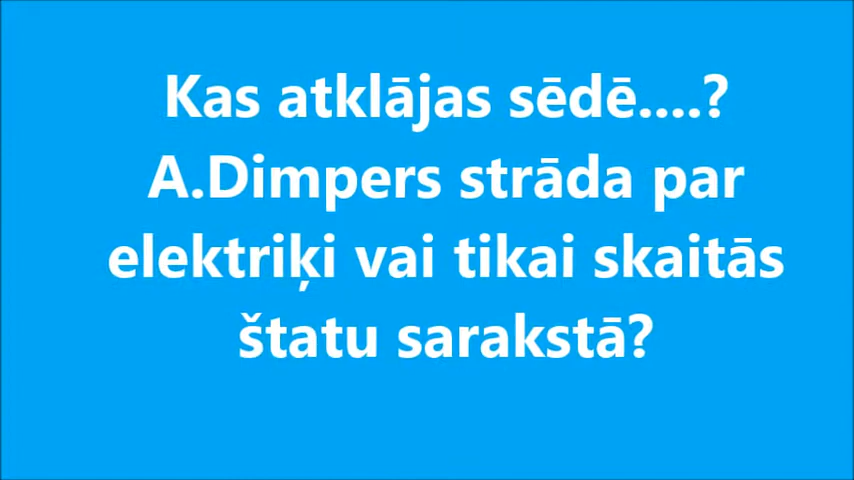 Kas atklājas sēdē....?
A.Dimpers strāda par
elektriķi vai tikai skaitās
štatu sarakstā?